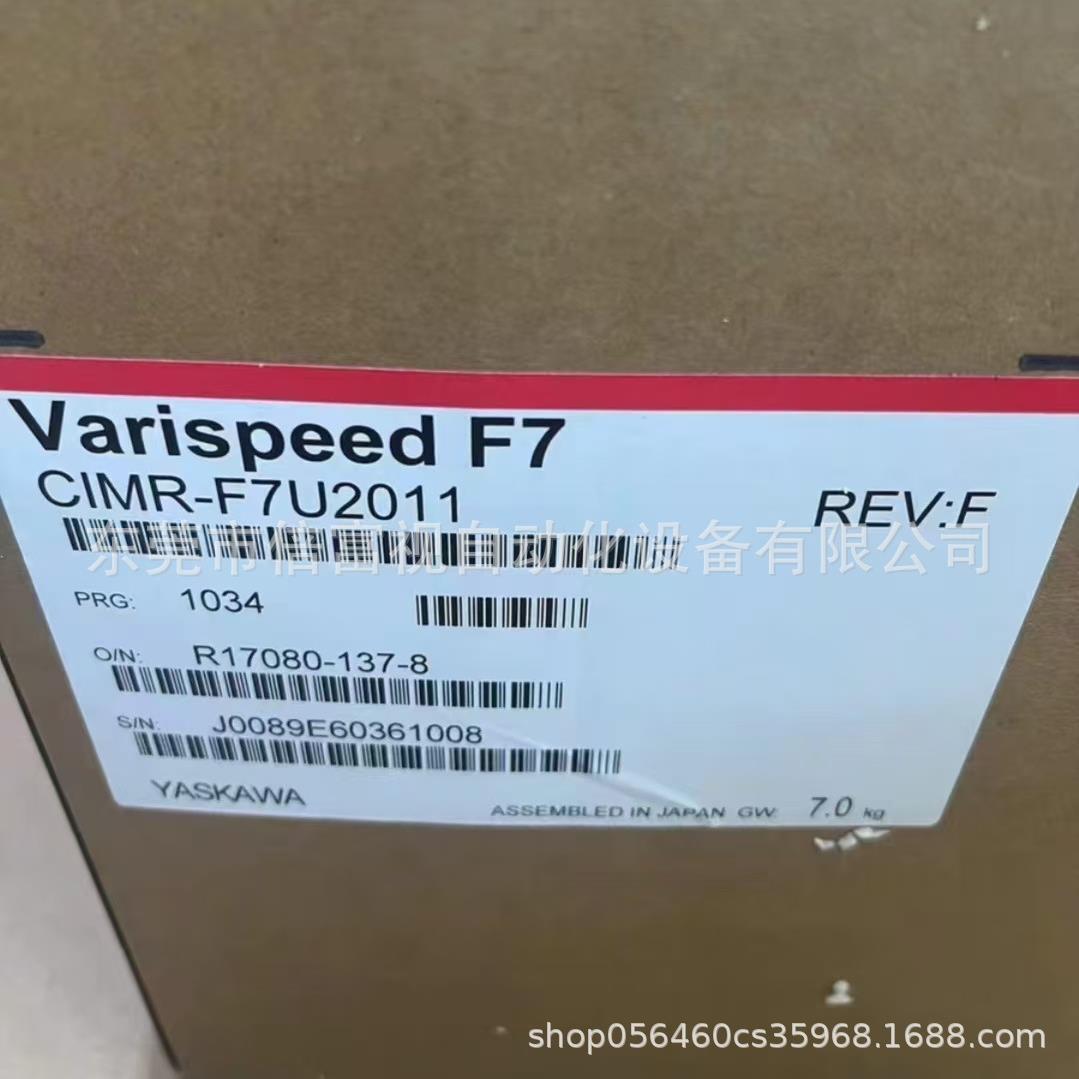 Varispeed F7
CIMR-F7U2011
REV:F
东莞市信富视自动化设备有限公司
PRG: 1034
O/N: R17080-137-8
S/N: J0089E60361008
YASKAWA
ASSEMBLED IN JAPAN GW: 7.0 kg
shop056460cs35968.1688.com